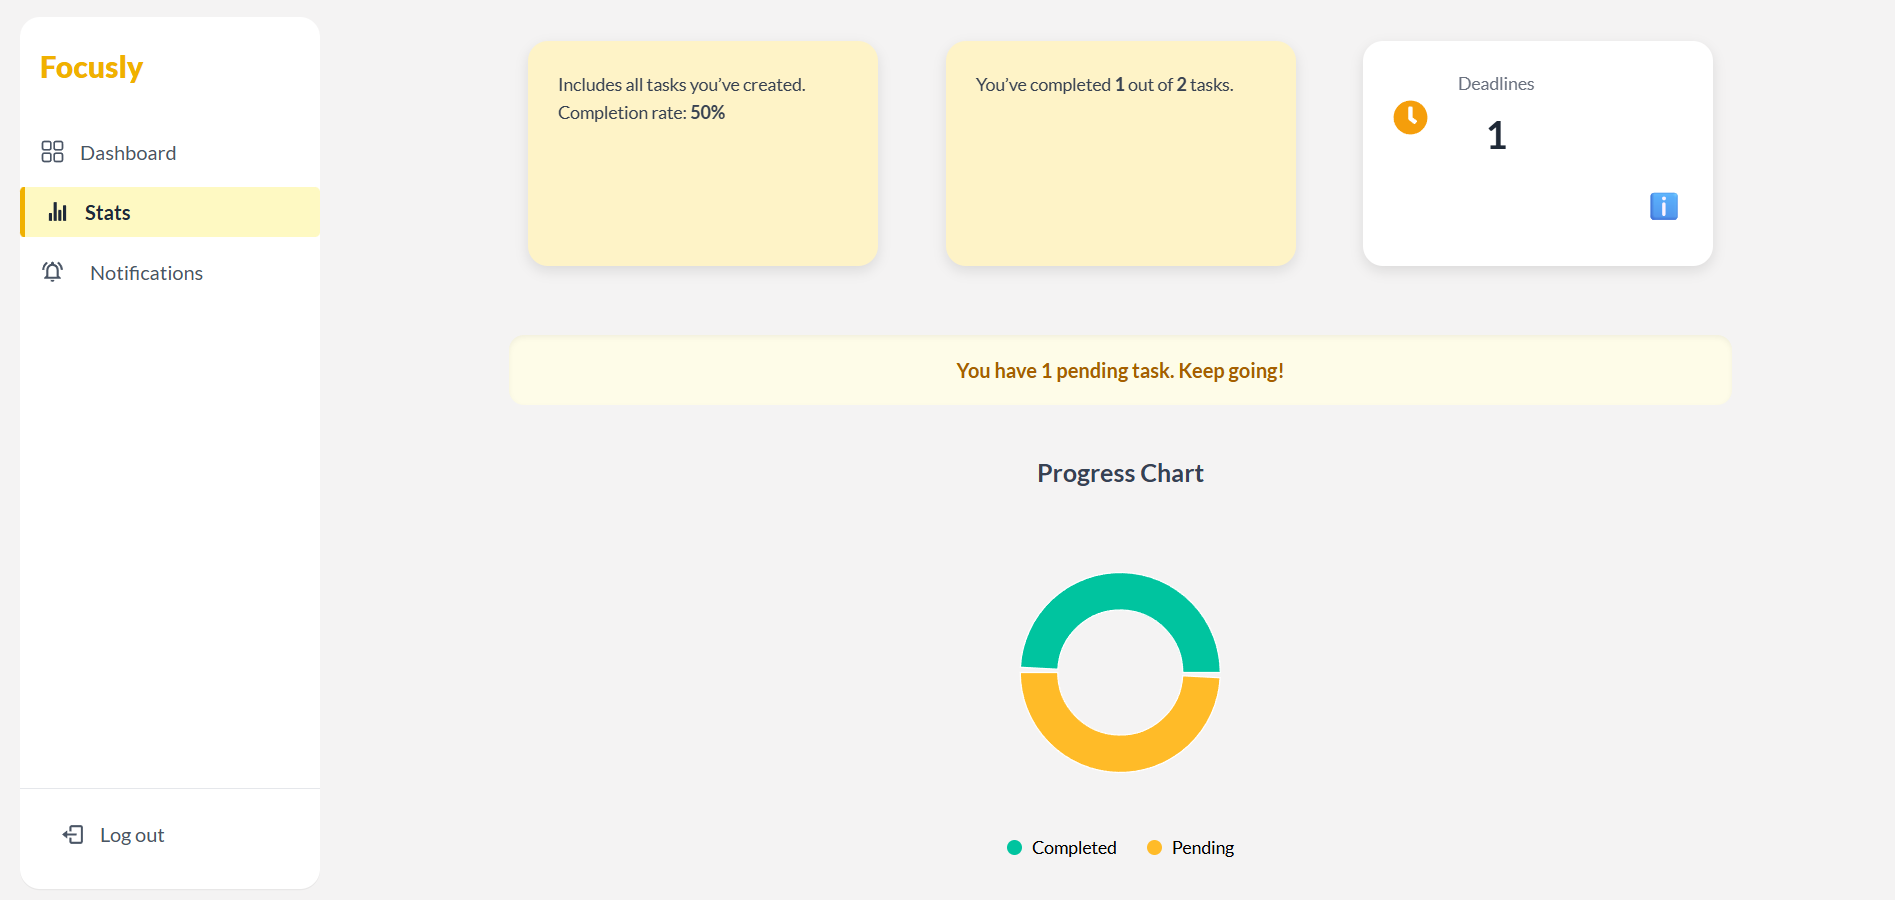 Focusly
Dashboard
Stats
Notifications
Log out
Includes all tasks you’ve created.
Completion rate: 50%
You’ve completed 1 out of 2 tasks.
Deadlines
1
i
You have 1 pending task. Keep going!
Progress Chart
Completed
Pending